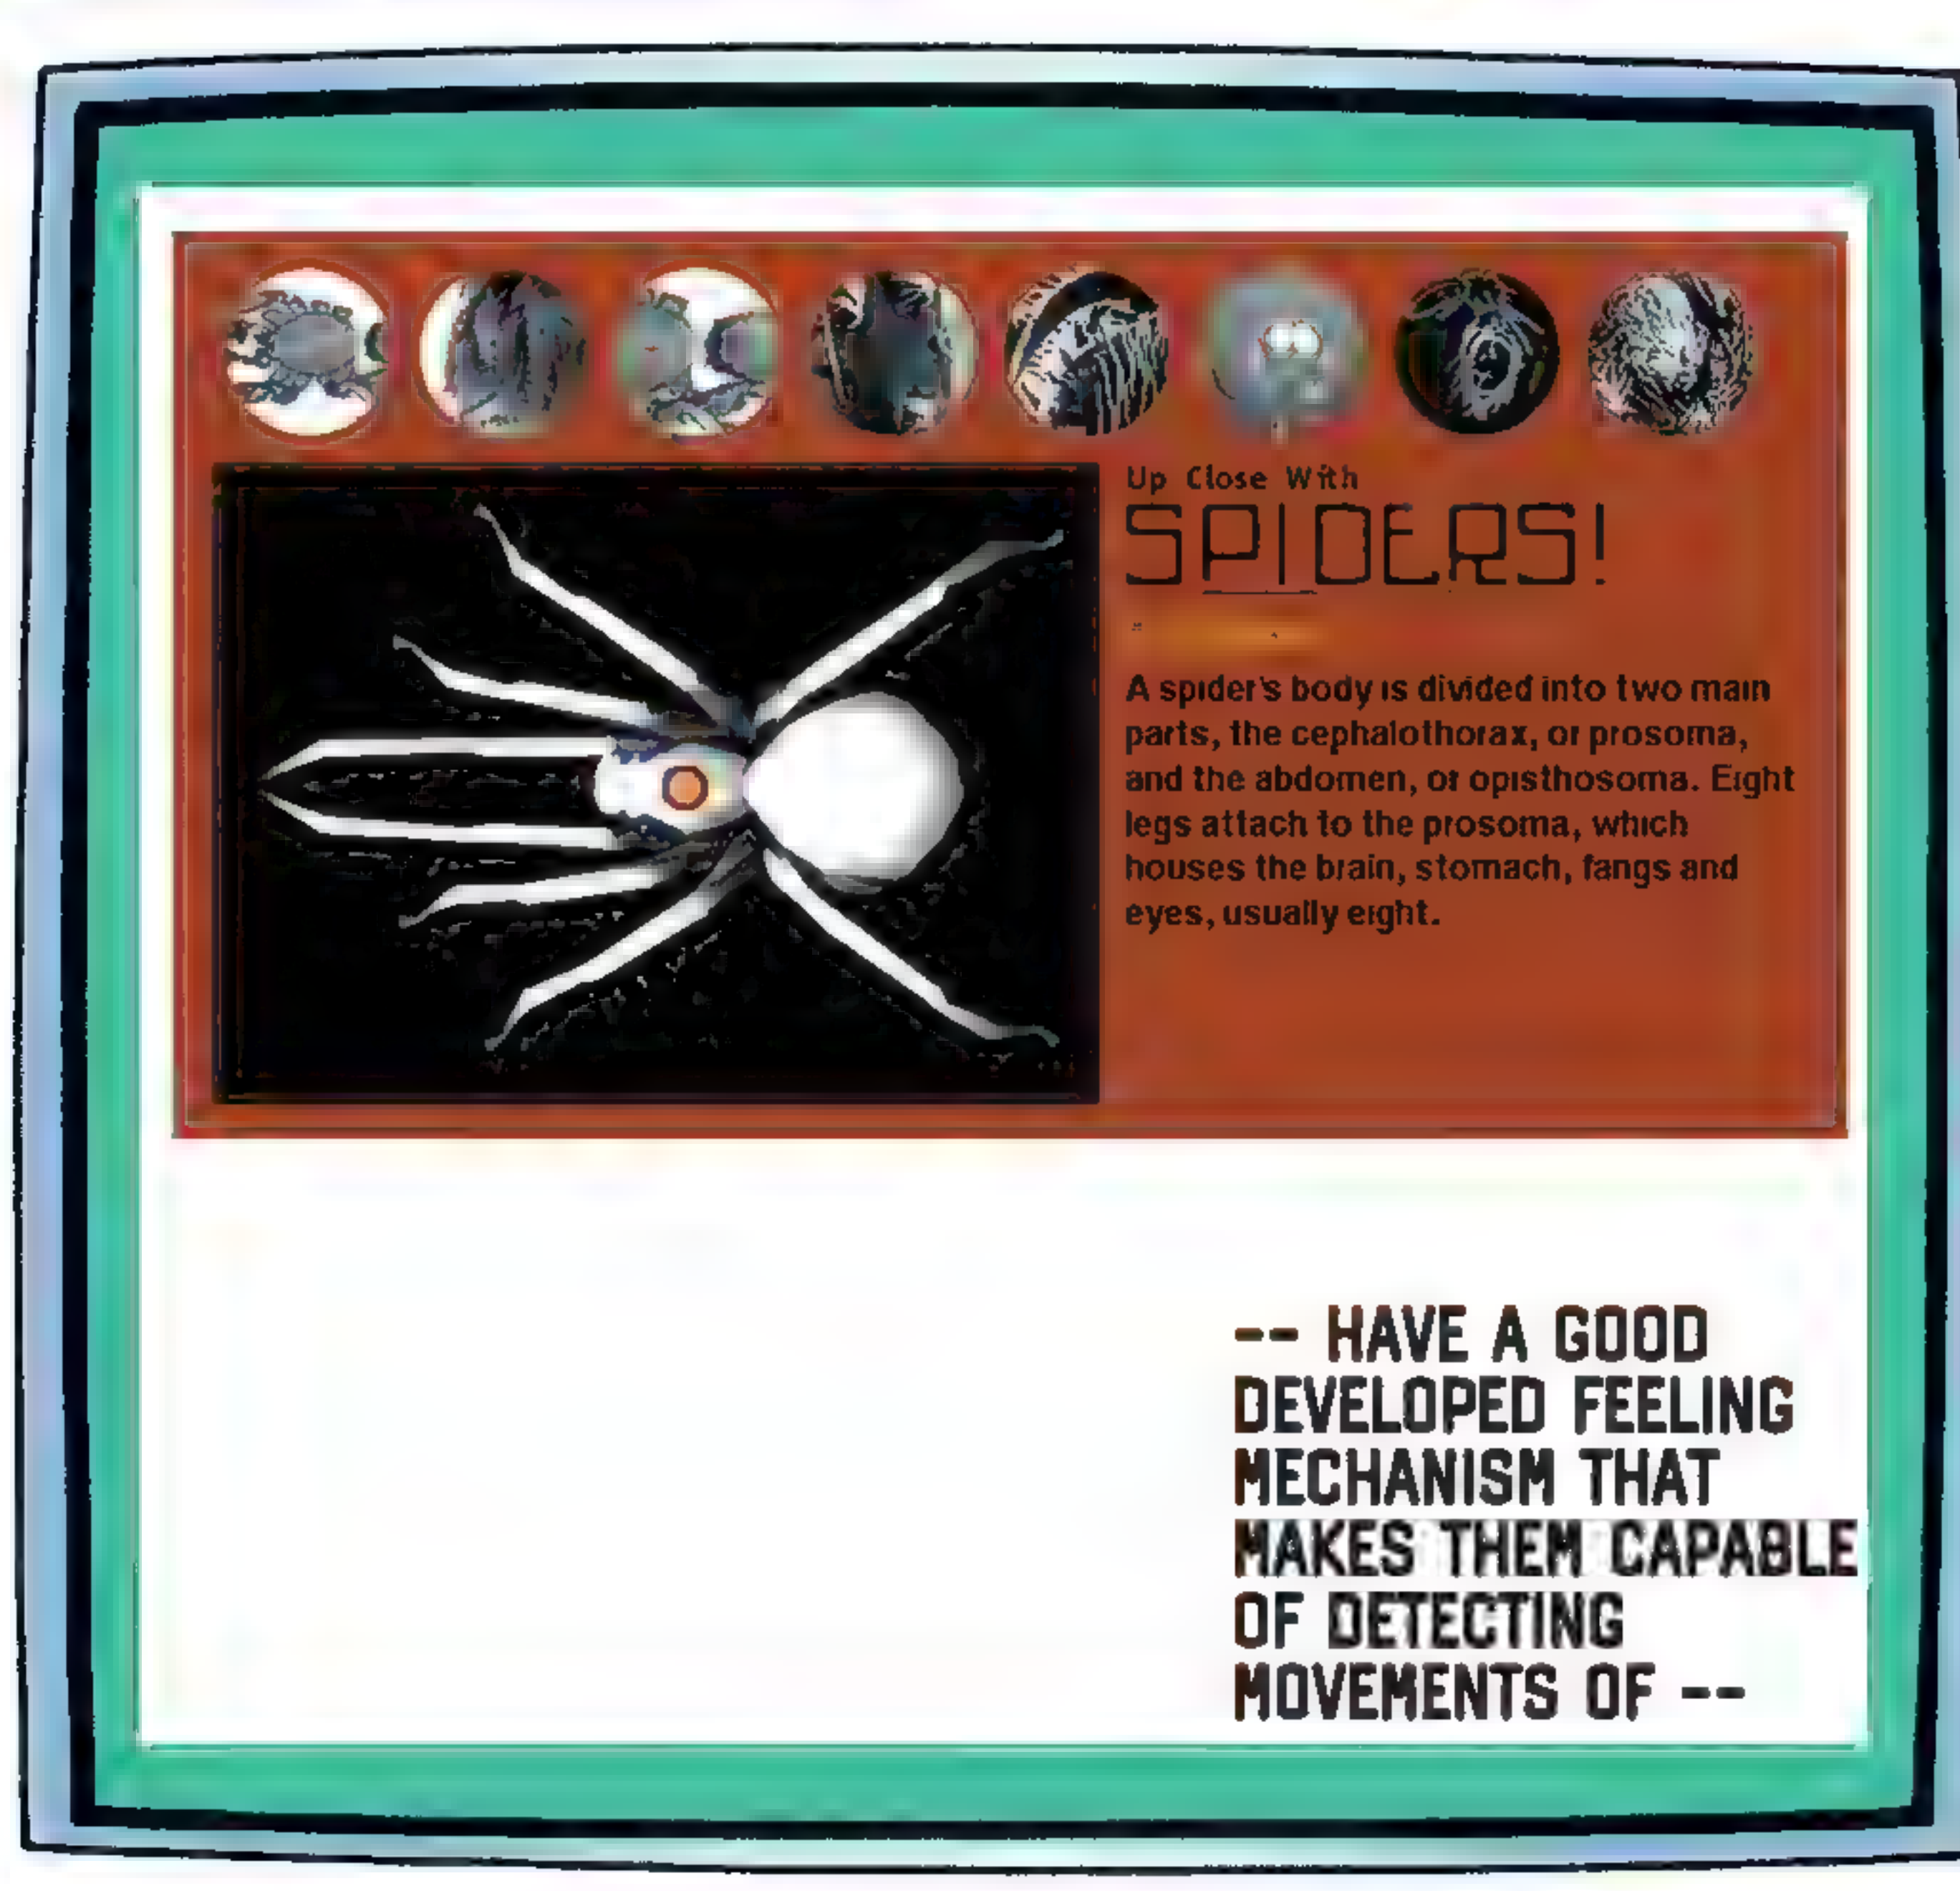 Up Close With
SPIDERS!
A spider's body is divided into two main
parts, the cephalothorax, or prosoma,
and the abdomen, or opisthosoma. Eight
legs attach to the prosoma, which
houses the brain, stomach, fangs and
eyes, usually eight.
-- HAVE A GOOD
DEVELOPED FEELING
MECHANISM THAT
MAKES THEM CAPABLE
OF DETECTING
MOVEMENTS OF --